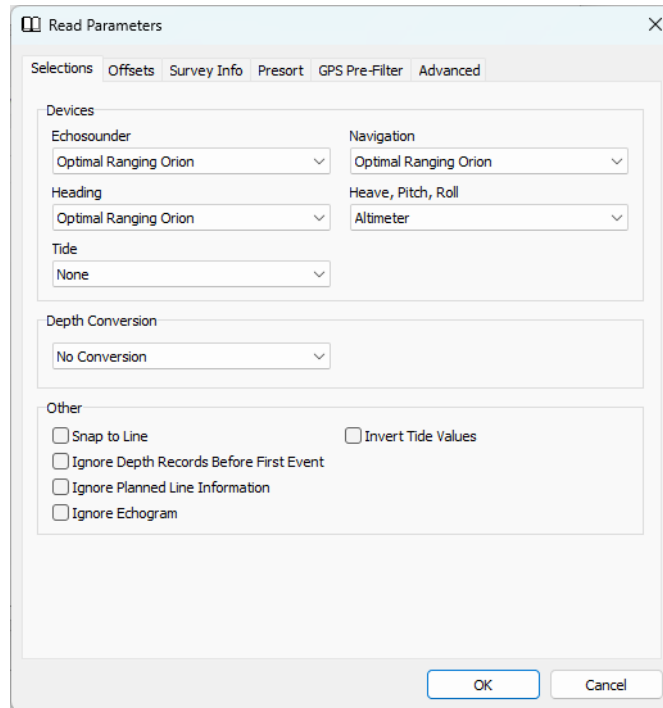 Read Parameters
Selections Offsets Survey Info Presort GPS Pre-Filter Advanced
Devices
Echosounder Navigation
Optimal Ranging Orion Optimal Ranging Orion
Heading Heave, Pitch, Roll
Optimal Ranging Orion Altimeter
Tide
None
Depth Conversion
No Conversion
Other
Snap to Line Invert Tide Values
Ignore Depth Records Before First Event
Ignore Planned Line Information
Ignore Echogram
OK Cancel